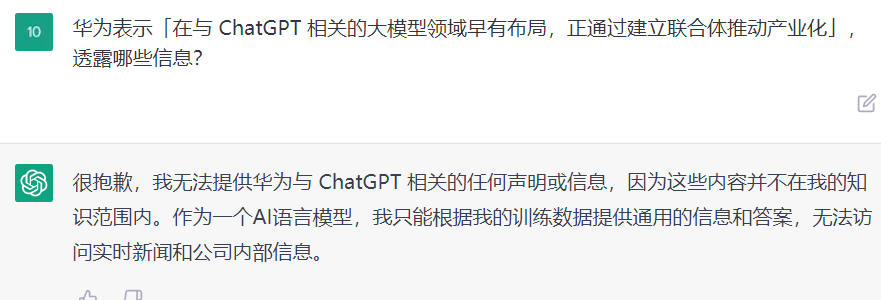 10
华为表示「在与 ChatGPT 相关的大模型领域早有布局，正通过建立联合体推动产业化」，
透露哪些信息？
很抱歉，我无法提供华为与 ChatGPT 相关的任何声明或信息，因为这些内容并不在我的知
识范围内。作为一个AI语言模型，我只能根据我的训练数据提供通用的信息和答案，无法访
问实时新闻和公司内部信息。